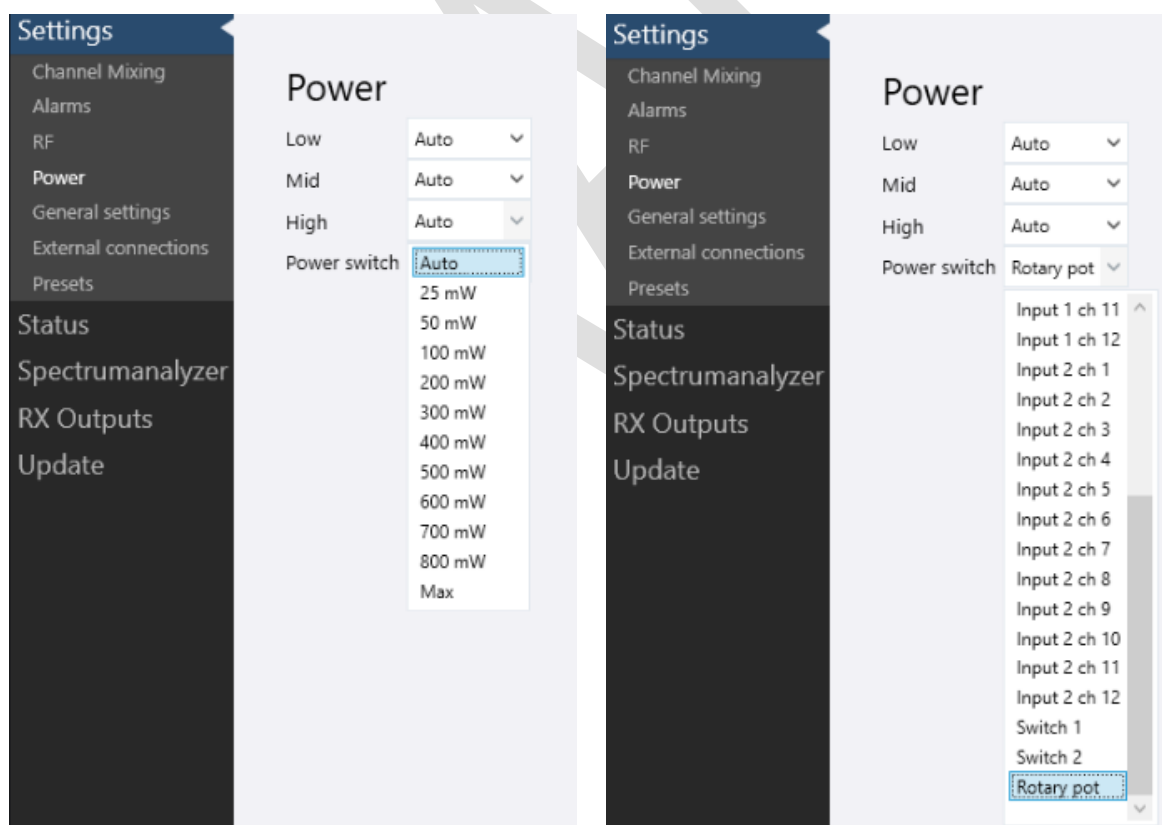 Settings
Channel Mixing
Alarms
RF
Power
General settings
External connections
Presets
Status
Spectrumanalyzer
RX Outputs
Update
Power
Low Auto
Mid Auto
High Auto
Power switch Auto
25 mW
50 mW
100 mW
200 mW
300 mW
400 mW
500 mW
600 mW
700 mW
800 mW
Max
Settings
Channel Mixing
Alarms
RF
Power
General settings
External connections
Presets
Status
Spectrumanalyzer
RX Outputs
Update
Power
Low Auto
Mid Auto
High Auto
Power switch Rotary pot
Input 1 ch 11
Input 1 ch 12
Input 2 ch 1
Input 2 ch 2
Input 2 ch 3
Input 2 ch 4
Input 2 ch 5
Input 2 ch 6
Input 2 ch 7
Input 2 ch 8
Input 2 ch 9
Input 2 ch 10
Input 2 ch 11
Input 2 ch 12
Switch 1
Switch 2
Rotary pot